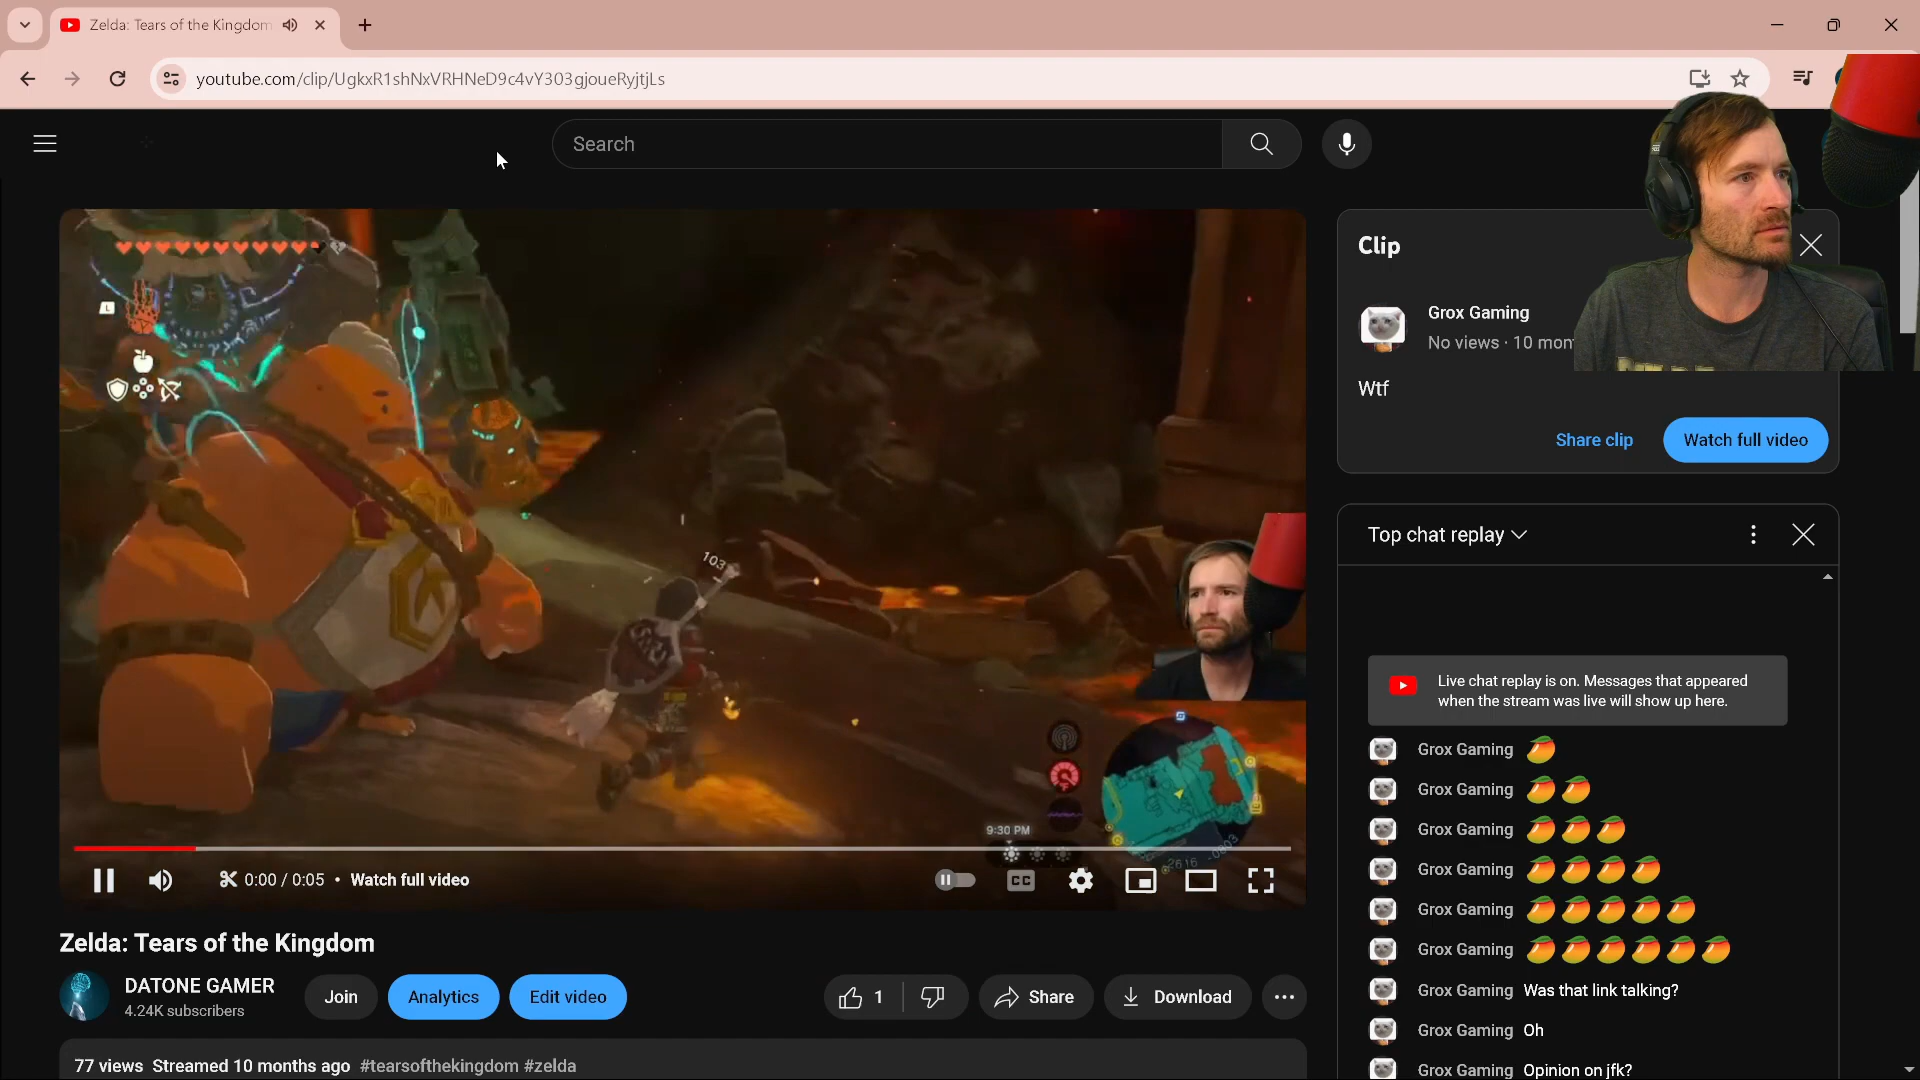 Zelda: Tears of the Kingdom
youtube.com/clip/UgkxR1shNxVRHNeD9c4vY303gjoueRyjtjLs
Search
L
103
9:30 PM
0:00 / 0:05 • Watch full video
CC
Zelda: Tears of the Kingdom
DATONE GAMER
4.24K subscribers
Join
Analytics
Edit video
1
Share
Download
77 views Streamed 10 months ago #tearsofthekingdom #zelda
Clip
Grox Gaming
No views · 10 mon
Wtf
Share clip
Watch full video
Top chat replay
Live chat replay is on. Messages that appeared
when the stream was live will show up here.
Grox Gaming 🥭
Grox Gaming 🥭🥭
Grox Gaming 🥭🥭🥭
Grox Gaming 🥭🥭🥭🥭
Grox Gaming 🥭🥭🥭🥭🥭
Grox Gaming 🥭🥭🥭🥭🥭🥭
Grox Gaming Was that link talking?
Grox Gaming Oh
Grox Gaming Opinion on jfk?